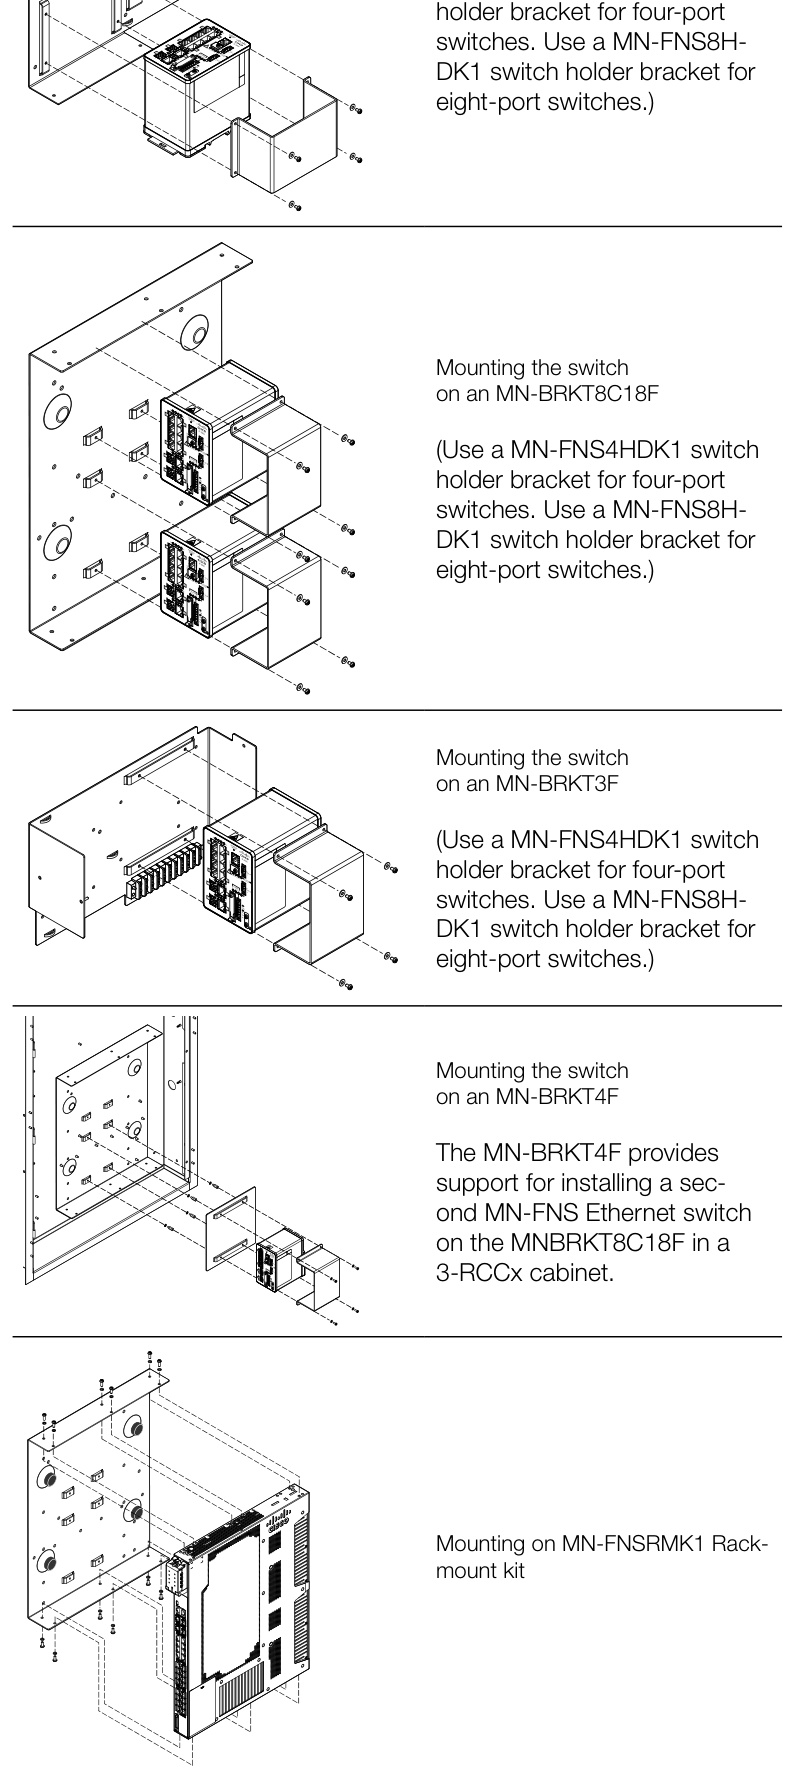 holder bracket for four-port
switches. Use a MN-FNS8H-
DK1 switch holder bracket for
eight-port switches.)
Mounting the switch
on an MN-BRKT8C18F
(Use a MN-FNS4HDK1 switch
holder bracket for four-port
switches. Use a MN-FNS8H-
DK1 switch holder bracket for
eight-port switches.)
Mounting the switch
on an MN-BRKT3F
(Use a MN-FNS4HDK1 switch
holder bracket for four-port
switches. Use a MN-FNS8H-
DK1 switch holder bracket for
eight-port switches.)
Mounting the switch
on an MN-BRKT4F
The MN-BRKT4F provides
support for installing a sec-
ond MN-FNS Ethernet switch
on the MNBRKT8C18F in a
3-RCCx cabinet.
cisco
Mounting on MN-FNSRMK1 Rack-
mount kit